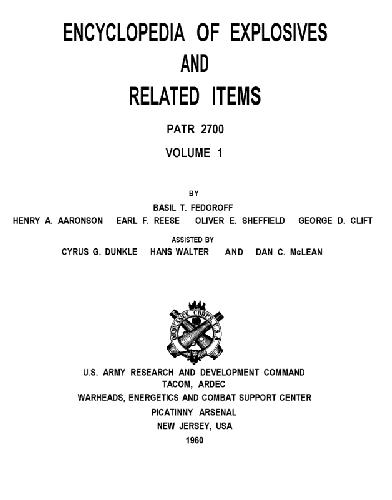 ENCYCLOPEDIA OF EXPLOSIVES
AND
RELATED ITEMS
PATR 2700
VOLUME 1
BY
BASIL T. FEDOROFF
HENRY A. AARONSON EARL F. REESE OLIVER E. SHEFFIELD GEORGE D. CLIFT
ASSISTED BY
CYRUS G. DUNKLE HANS WALTER AND DAN C. McLEAN
U.S. ARMY RESEARCH AND DEVELOPMENT COMMAND
TACOM, ARDEC
WARHEADS, ENERGETICS AND COMBAT SUPPORT CENTER
PICATINNY ARSENAL
NEW JERSEY, USA
1960